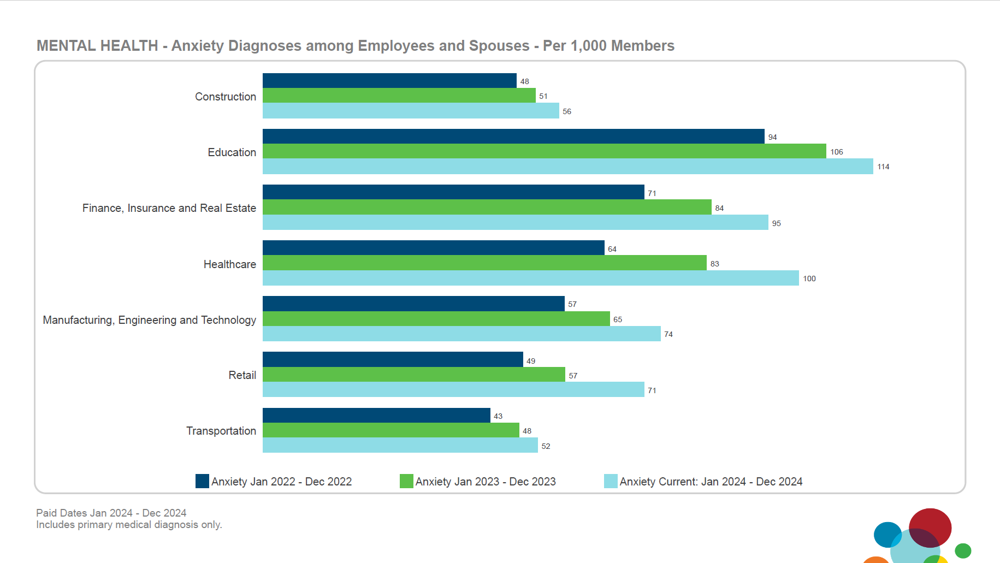 MENTAL HEALTH - Anxiety Diagnoses among Employees and Spouses - Per 1,000 Members
Construction
48
51
56
Education
94
106
114
Finance, Insurance and Real Estate
71
84
95
Healthcare
64
83
100
Manufacturing, Engineering and Technology
57
65
74
Retail
49
57
71
Transportation
43
48
52
Anxiety Jan 2022 - Dec 2022
Anxiety Jan 2023 - Dec 2023
Anxiety Current: Jan 2024 - Dec 2024
Paid Dates Jan 2024 - Dec 2024
Includes primary medical diagnosis only.